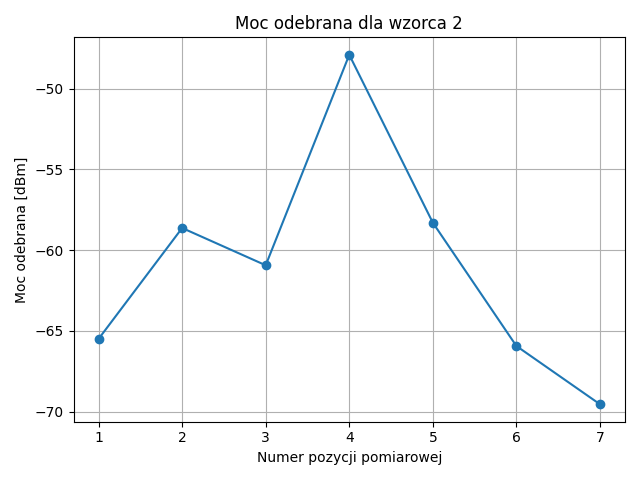 Moc odebrana dla wzorca 2
Moc odebrana [dBm]
−50
−55
−60
−65
−70
1 2 3 4 5 6 7
Numer pozycji pomiarowej